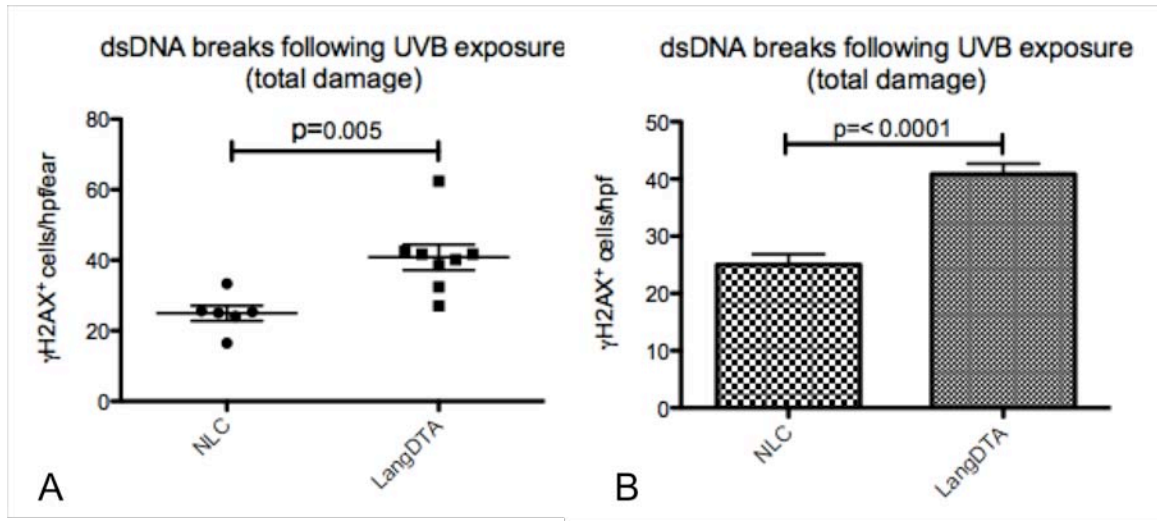 dsDNA breaks following UVB exposure
(total damage)
p=0.005
γH2AX⁺ cells/hpf/ear
80
60
40
20
0
NLC
LangDTA
A
dsDNA breaks following UVB exposure
(total damage)
p=< 0.0001
γH2AX⁺ cells/hpf
50
40
30
20
10
0
NLC
LangDTA
B